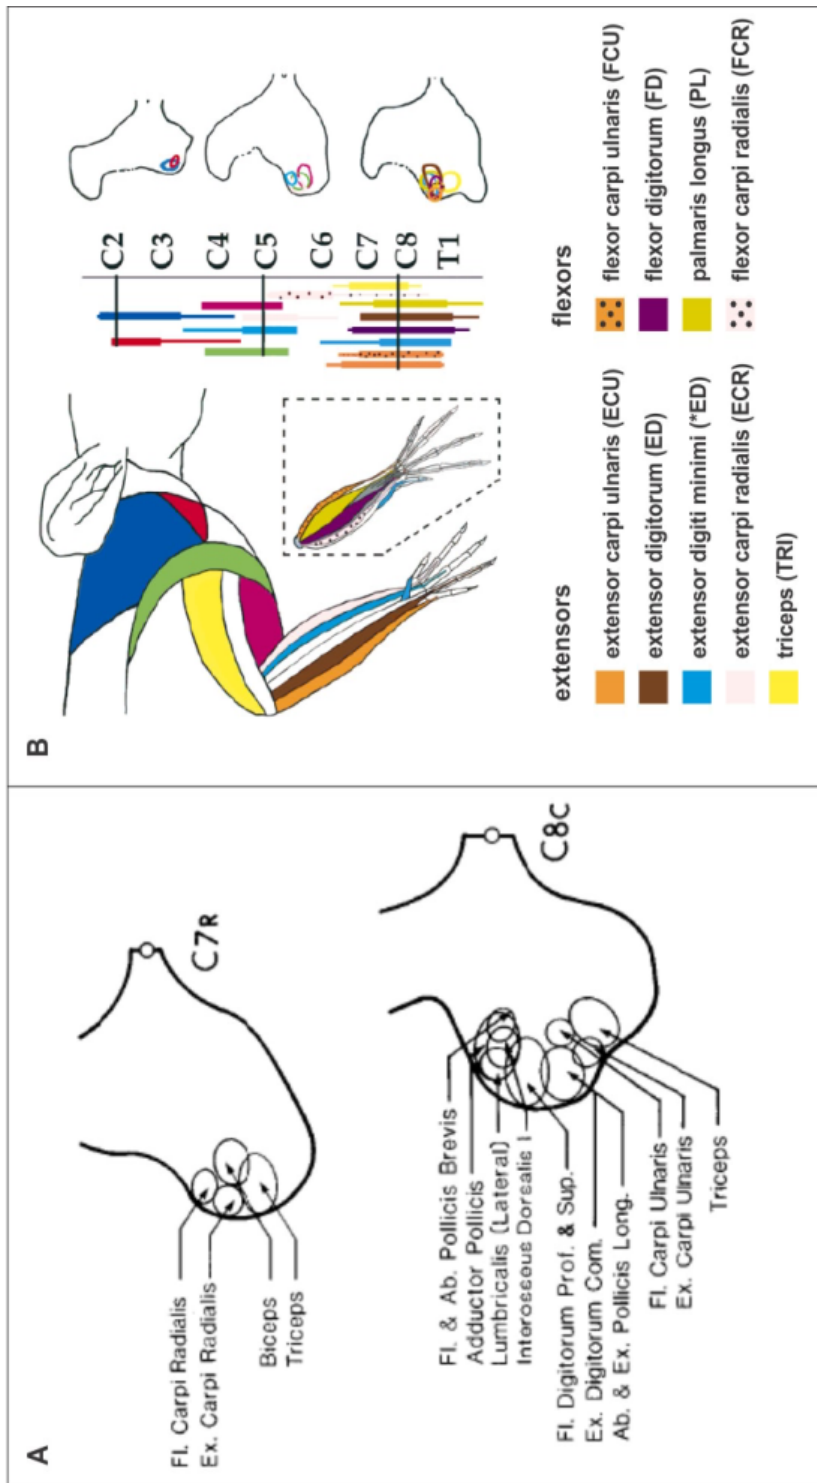 A
C7R
Fl. Carpi Radialis
Ex. Carpi Radialis
Biceps
Triceps
C8C
Fl. & Ab. Pollicis Brevis
Adductor Pollicis
Lumbricalis (Lateral)
Interosseous Dorsalis I
Fl. Digitorum Prof. & Sup.
Ex. Digitorum Com.
Ab. & Ex. Pollicis Long.
Fl. Carpi Ulnaris
Ex. Carpi Ulnaris
Triceps
B
C2
C3
C4
C5
C6
C7
C8
T1
extensors
extensor carpi ulnaris (ECU)
extensor digitorum (ED)
extensor digiti minimi (*ED)
extensor carpi radialis (ECR)
triceps (TRI)
flexors
flexor carpi ulnaris (FCU)
flexor digitorum (FD)
palmaris longus (PL)
flexor carpi radialis (FCR)